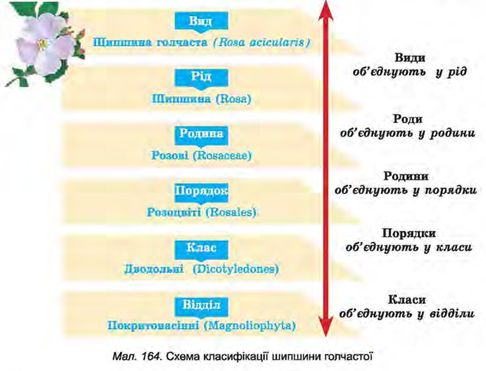 Вид
Шипшина голчаста (Rosa acicularis)
Рід
Шипшина (Rosa)
Родина
Розові (Rosaceae)
Порядок
Розоцвіті (Rosales)
Клас
Дводольні (Dicotyledones)
Відділ
Покритонасінні (Magnoliophyta)
Види
об'єднують у рід
Роди
об'єднують у родини
Родини
об'єднують у порядки
Порядки
об'єднують у класи
Класи
об'єднують у відділи
Мал. 164. Схема класифікації шипшини голчастої